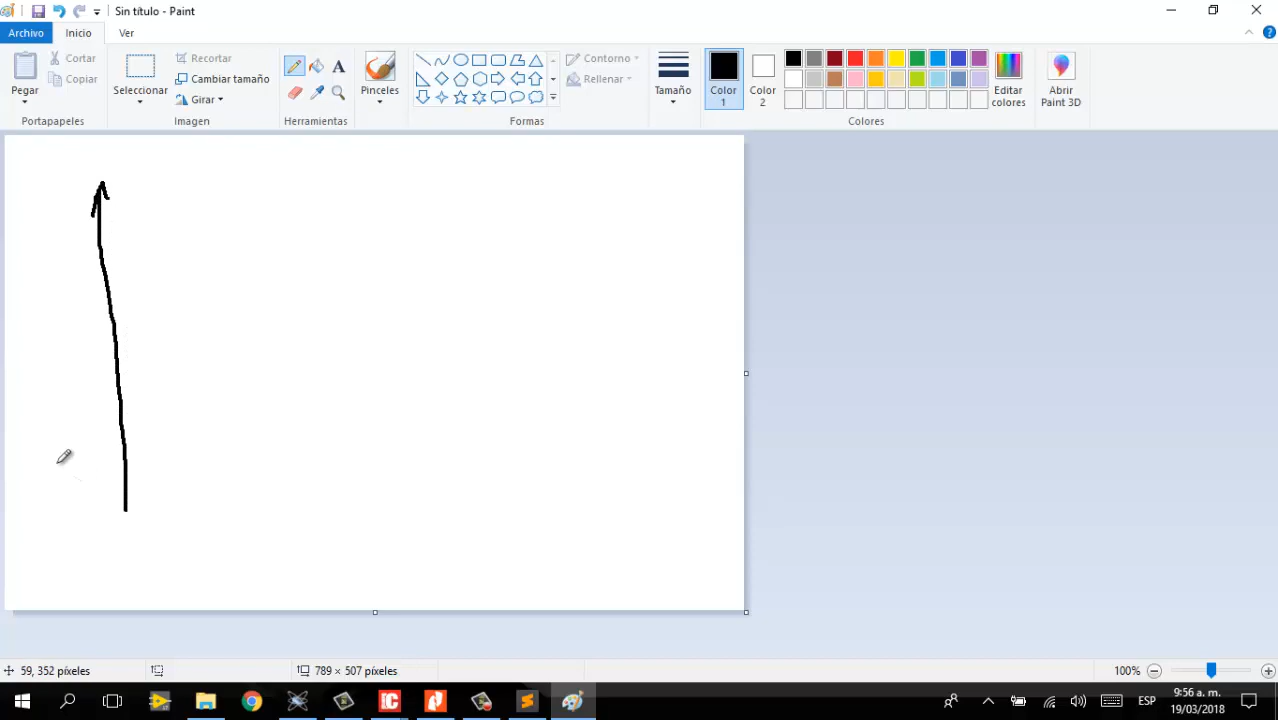 Sin título - Paint
Archivo Inicio Ver
Pegar
Cortar
Copiar
Portapapeles
Seleccionar
Recortar
Cambiar tamaño
Girar
Imagen
A
Herramientas
Pinceles
Contorno
Rellenar
Formas
Tamaño
Color 1
Color 2
Editar colores
Colores
Abrir Paint 3D
59, 352 píxeles
789 × 507 píxeles
100%
ESP
9:56 a. m.
19/03/2018